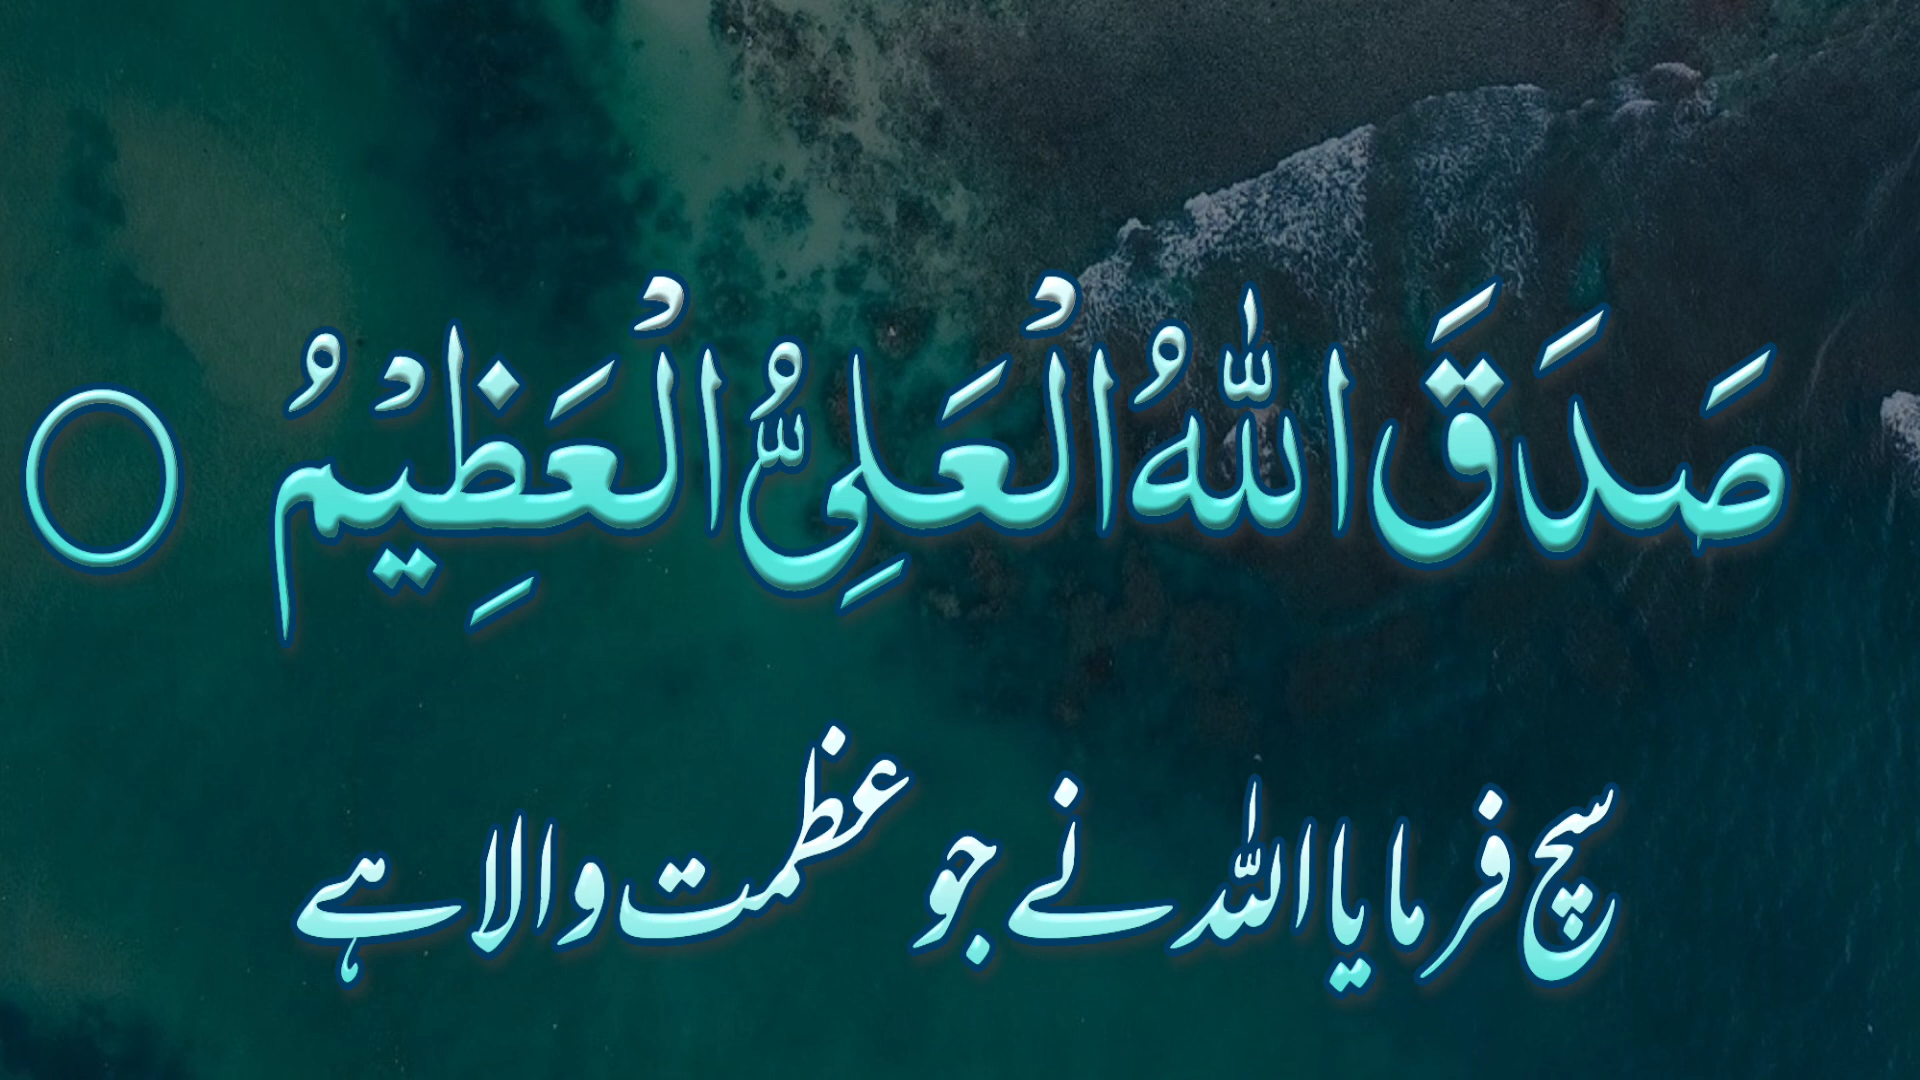 صَدَقَ اللّٰهُ الْعَلِیُّ الْعَظِیْمُ ○
سچ فرمایا اللہ نے جو عظمت والا ہے